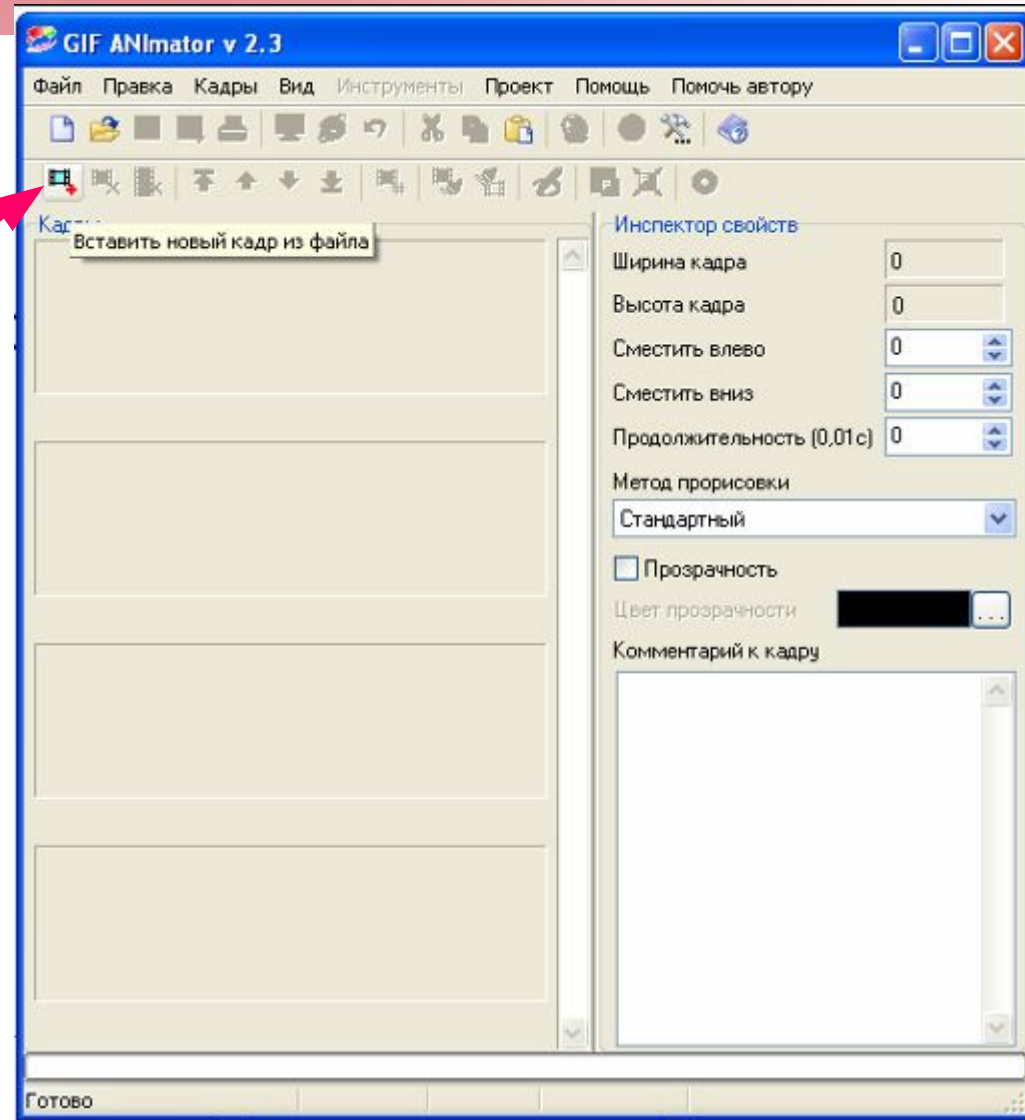 GIF ANImator v 2.3
Файл Правка Кадры Вид Инструменты Проект Помощь Помочь автору
Вставить новый кадр из файла
Инспектор свойств
Ширина кадра 0
Высота кадра 0
Сместить влево 0
Сместить вниз 0
Продолжительность (0,01с) 0
Метод прорисовки
Стандартный
Прозрачность
Цвет прозрачности ...
Комментарий к кадру
Готово